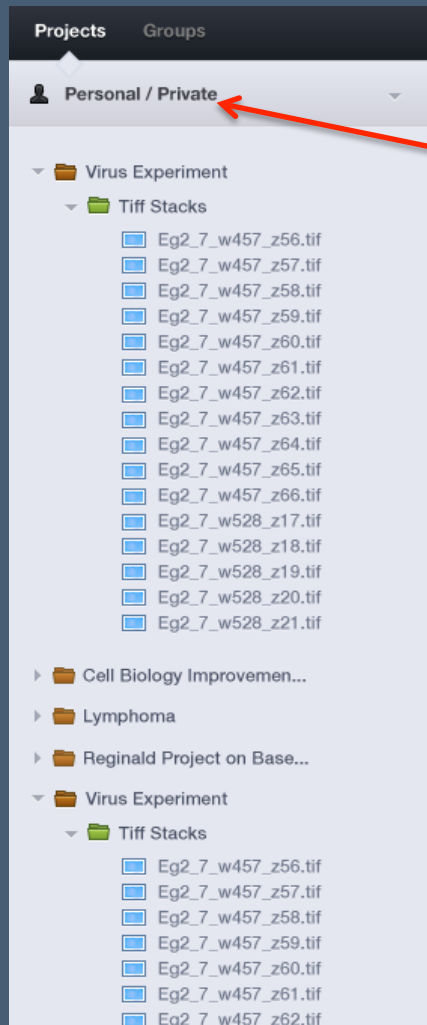 Projects Groups
Personal / Private
Virus Experiment
Tiff Stacks
Eg2_7_w457_z56.tif
Eg2_7_w457_z57.tif
Eg2_7_w457_z58.tif
Eg2_7_w457_z59.tif
Eg2_7_w457_z60.tif
Eg2_7_w457_z61.tif
Eg2_7_w457_z62.tif
Eg2_7_w457_z63.tif
Eg2_7_w457_z64.tif
Eg2_7_w457_z65.tif
Eg2_7_w457_z66.tif
Eg2_7_w528_z17.tif
Eg2_7_w528_z18.tif
Eg2_7_w528_z19.tif
Eg2_7_w528_z20.tif
Eg2_7_w528_z21.tif
Cell Biology Improvemen...
Lymphoma
Reginald Project on Base...
Virus Experiment
Tiff Stacks
Eg2_7_w457_z56.tif
Eg2_7_w457_z57.tif
Eg2_7_w457_z58.tif
Eg2_7_w457_z59.tif
Eg2_7_w457_z60.tif
Eg2_7_w457_z61.tif
Eg2_7_w457_z62.tif